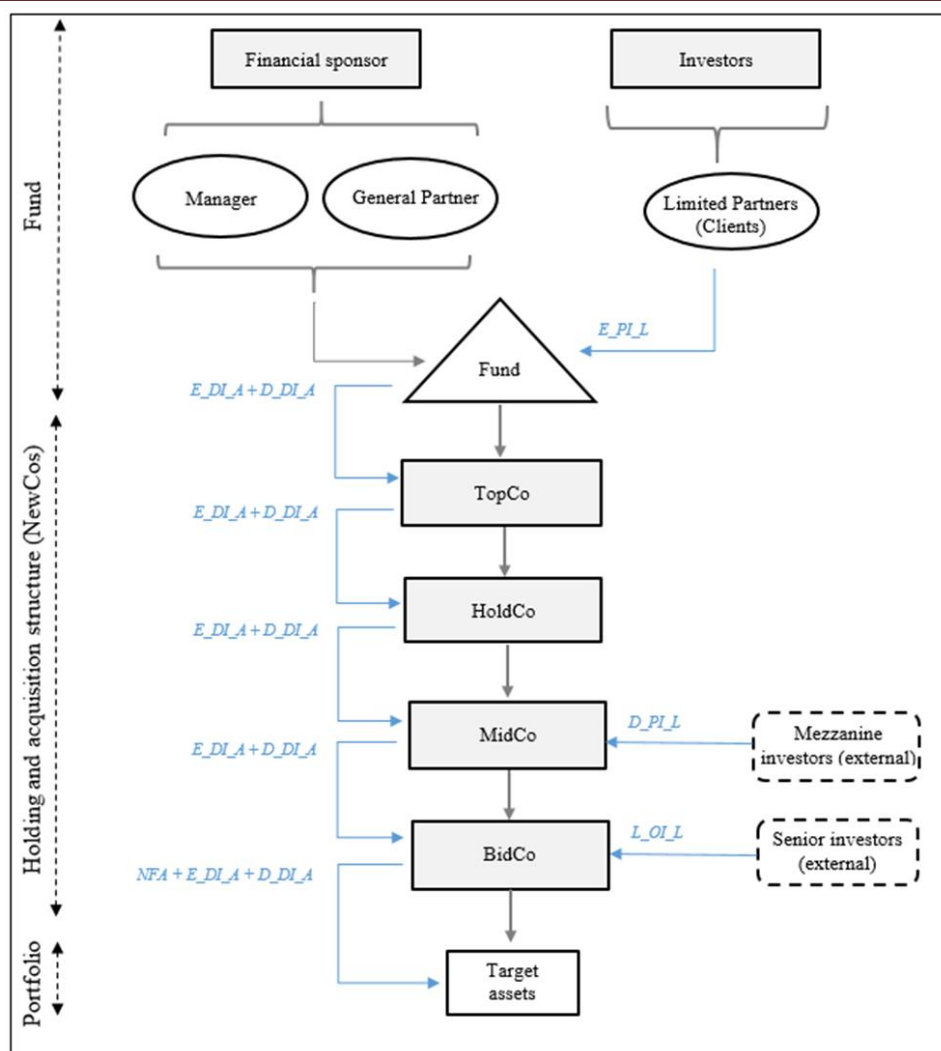 Financial sponsor
Investors
Manager
General Partner
Limited Partners
(Clients)
Fund
E_PI_L
Fund
E_DI_A + D_DI_A
TopCo
E_DI_A + D_DI_A
HoldCo
E_DI_A + D_DI_A
MidCo
D_PI_L
Mezzanine
investors (external)
E_DI_A + D_DI_A
BidCo
L_OI_L
Senior investors
(external)
NFA + E_DI_A + D_DI_A
Holding and acquisition structure (NewCos)
Target
assets
Portfolio